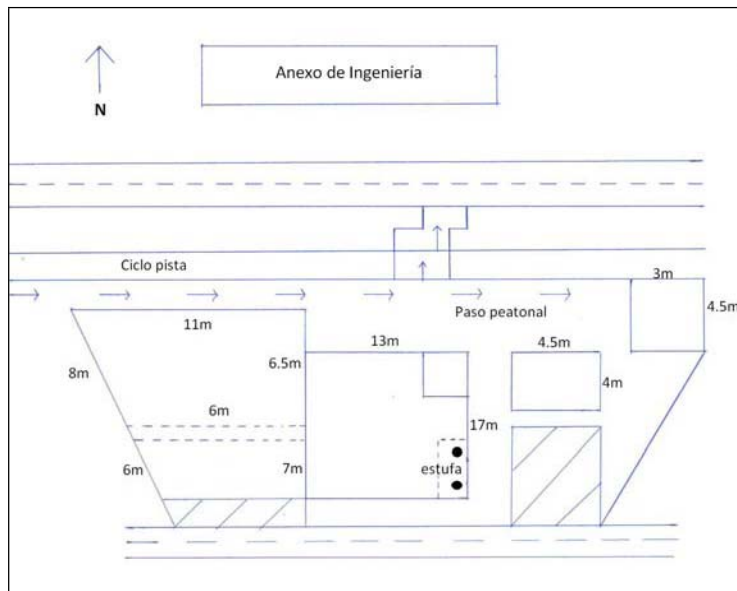 Anexo de Ingeniería
N
Ciclo pista
3m
4.5m
Paso peatonal
11m
13m
4.5m
6.5m
8m
4m
6m
17m
6m
7m
estufa